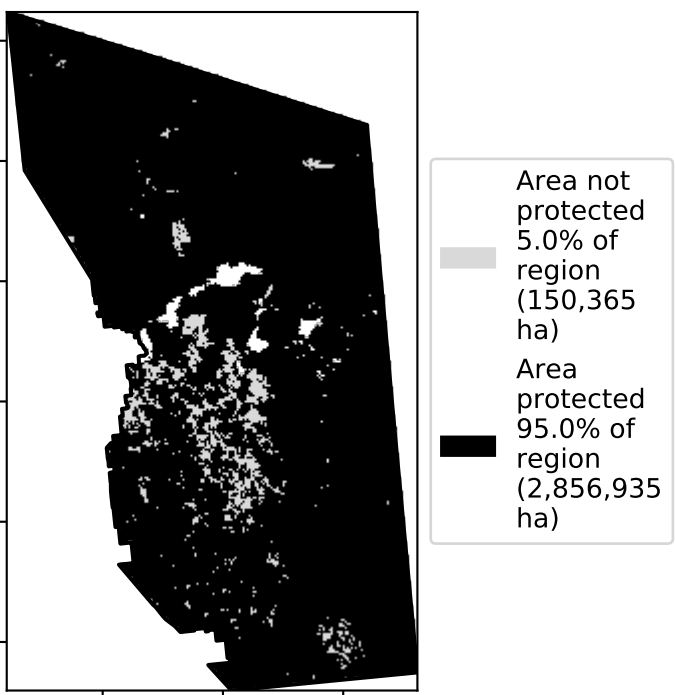 Area not
protected
5.0% of
region
(150,365
ha)
Area
protected
95.0% of
region
(2,856,935
ha)